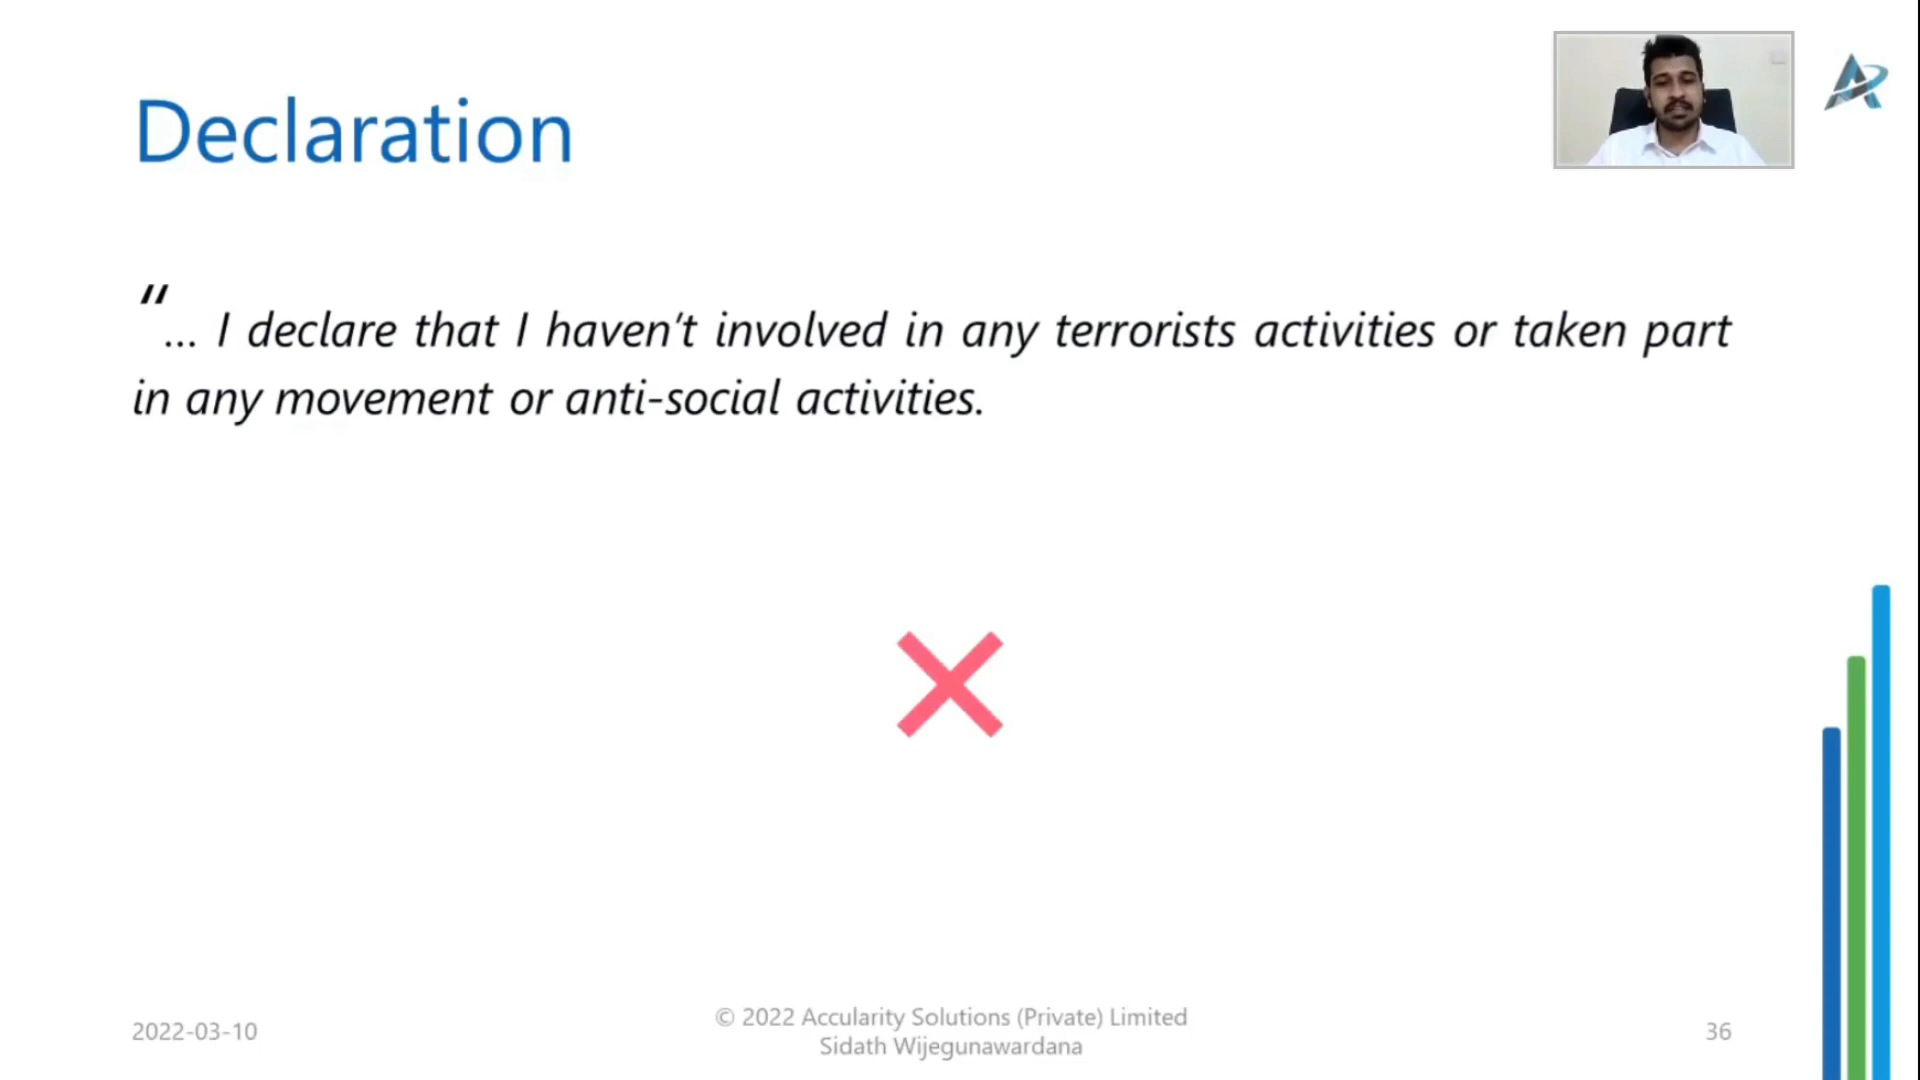 Declaration
“... I declare that I haven’t involved in any terrorists activities or taken part
in any movement or anti-social activities.
2022-03-10
© 2022 Accularity Solutions (Private) Limited
Sidath Wijegunawardana
36